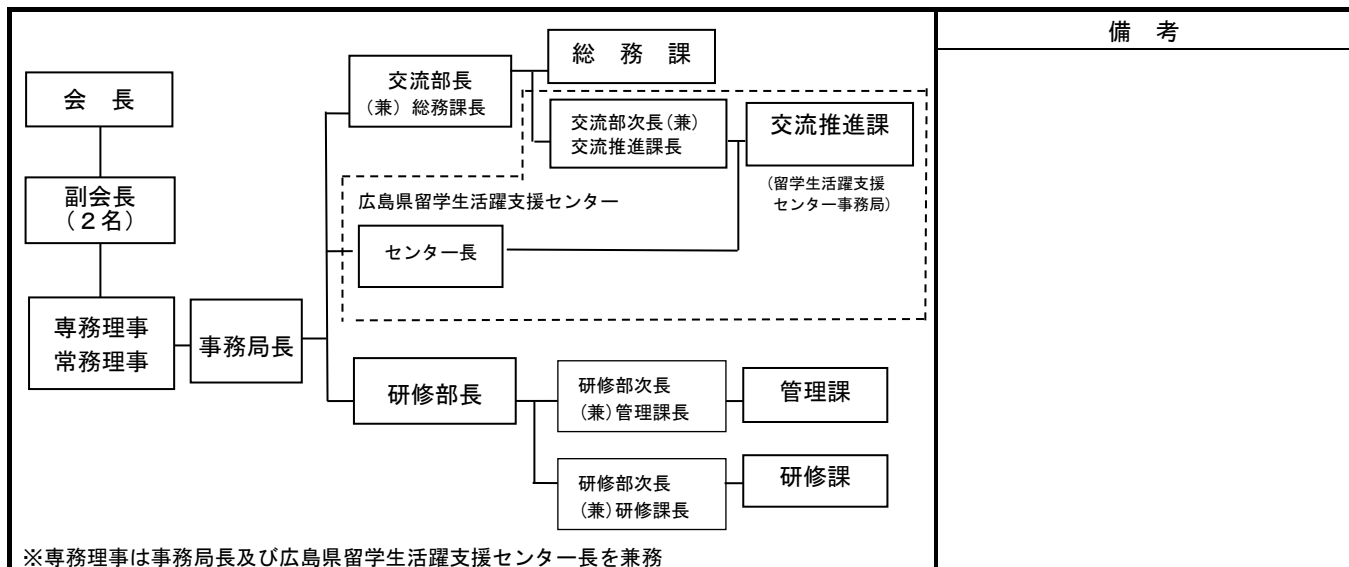 備 考
会 長
副会長
(2名)
専務理事
常務理事
事務局長
交流部長
(兼) 総務課長
総 務 課
交流部次長(兼)
交流推進課長
交流推進課
(留学生活躍支援
センター事務局)
広島県留学生活躍支援センター
センター長
研修部長
研修部次長
(兼)管理課長
管理課
研修部次長
(兼)研修課長
研修課
※専務理事は事務局長及び広島県留学生活躍支援センター長を兼務